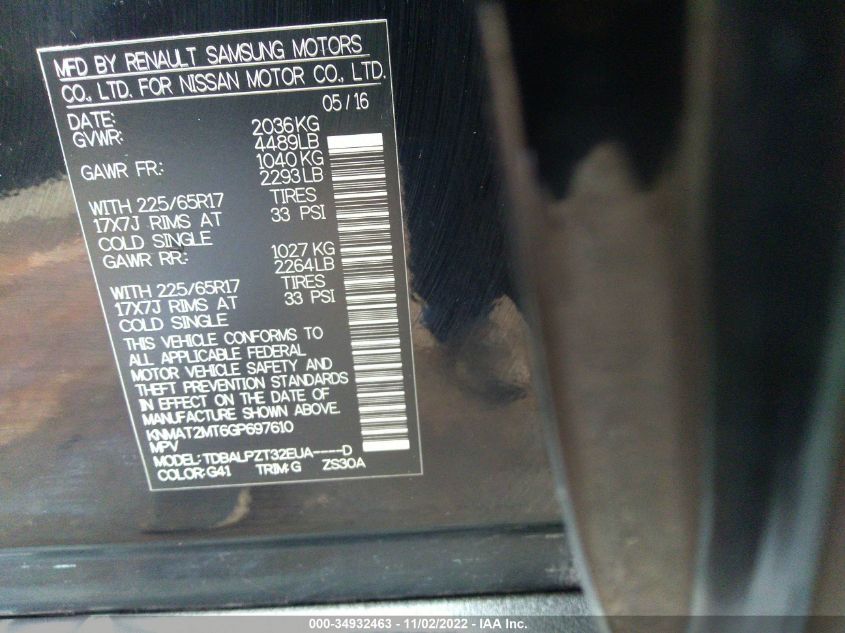 MFD BY RENAULT SAMSUNG MOTORS
CO., LTD. FOR NISSAN MOTOR CO., LTD.
DATE: 05/16
GVWR: 2036KG
4489LB
GAWR FR: 1040KG
2293LB
WITH 225/65R17 TIRES
17X7J RIMS AT 33 PSI
COLD SINGLE
GAWR RR: 1027KG
2264LB
WITH 225/65R17 TIRES
17X7J RIMS AT 33 PSI
COLD SINGLE
THIS VEHICLE CONFORMS TO
ALL APPLICABLE FEDERAL
MOTOR VEHICLE SAFETY AND
THEFT PREVENTION STANDARDS
IN EFFECT ON THE DATE OF
MANUFACTURE SHOWN ABOVE.
KNMAT2MT6GP697610
MPV
MODEL: TDBALPZT32EUA----D
COLOR: G41 TRIM: G ZS30A
000-34932463 - 11/02/2022 - IAA Inc.